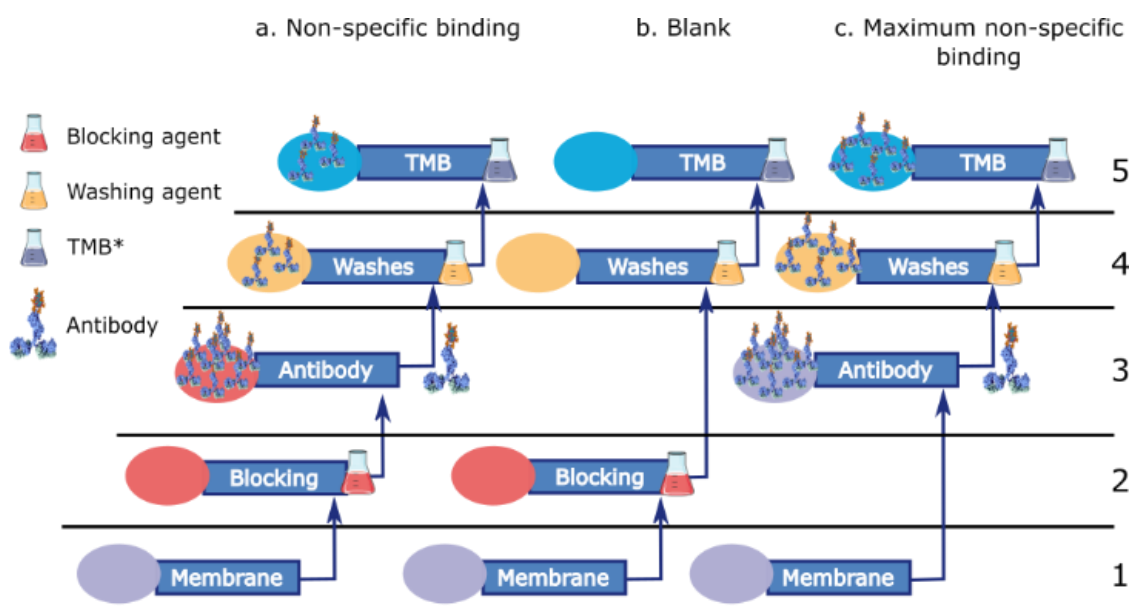 a. Non-specific binding
b. Blank
c. Maximum non-specific
binding
Blocking agent
Washing agent
TMB*
Antibody
TMB
TMB
TMB
5
Washes
Washes
Washes
4
Antibody
Antibody
3
Blocking
Blocking
2
Membrane
Membrane
Membrane
1